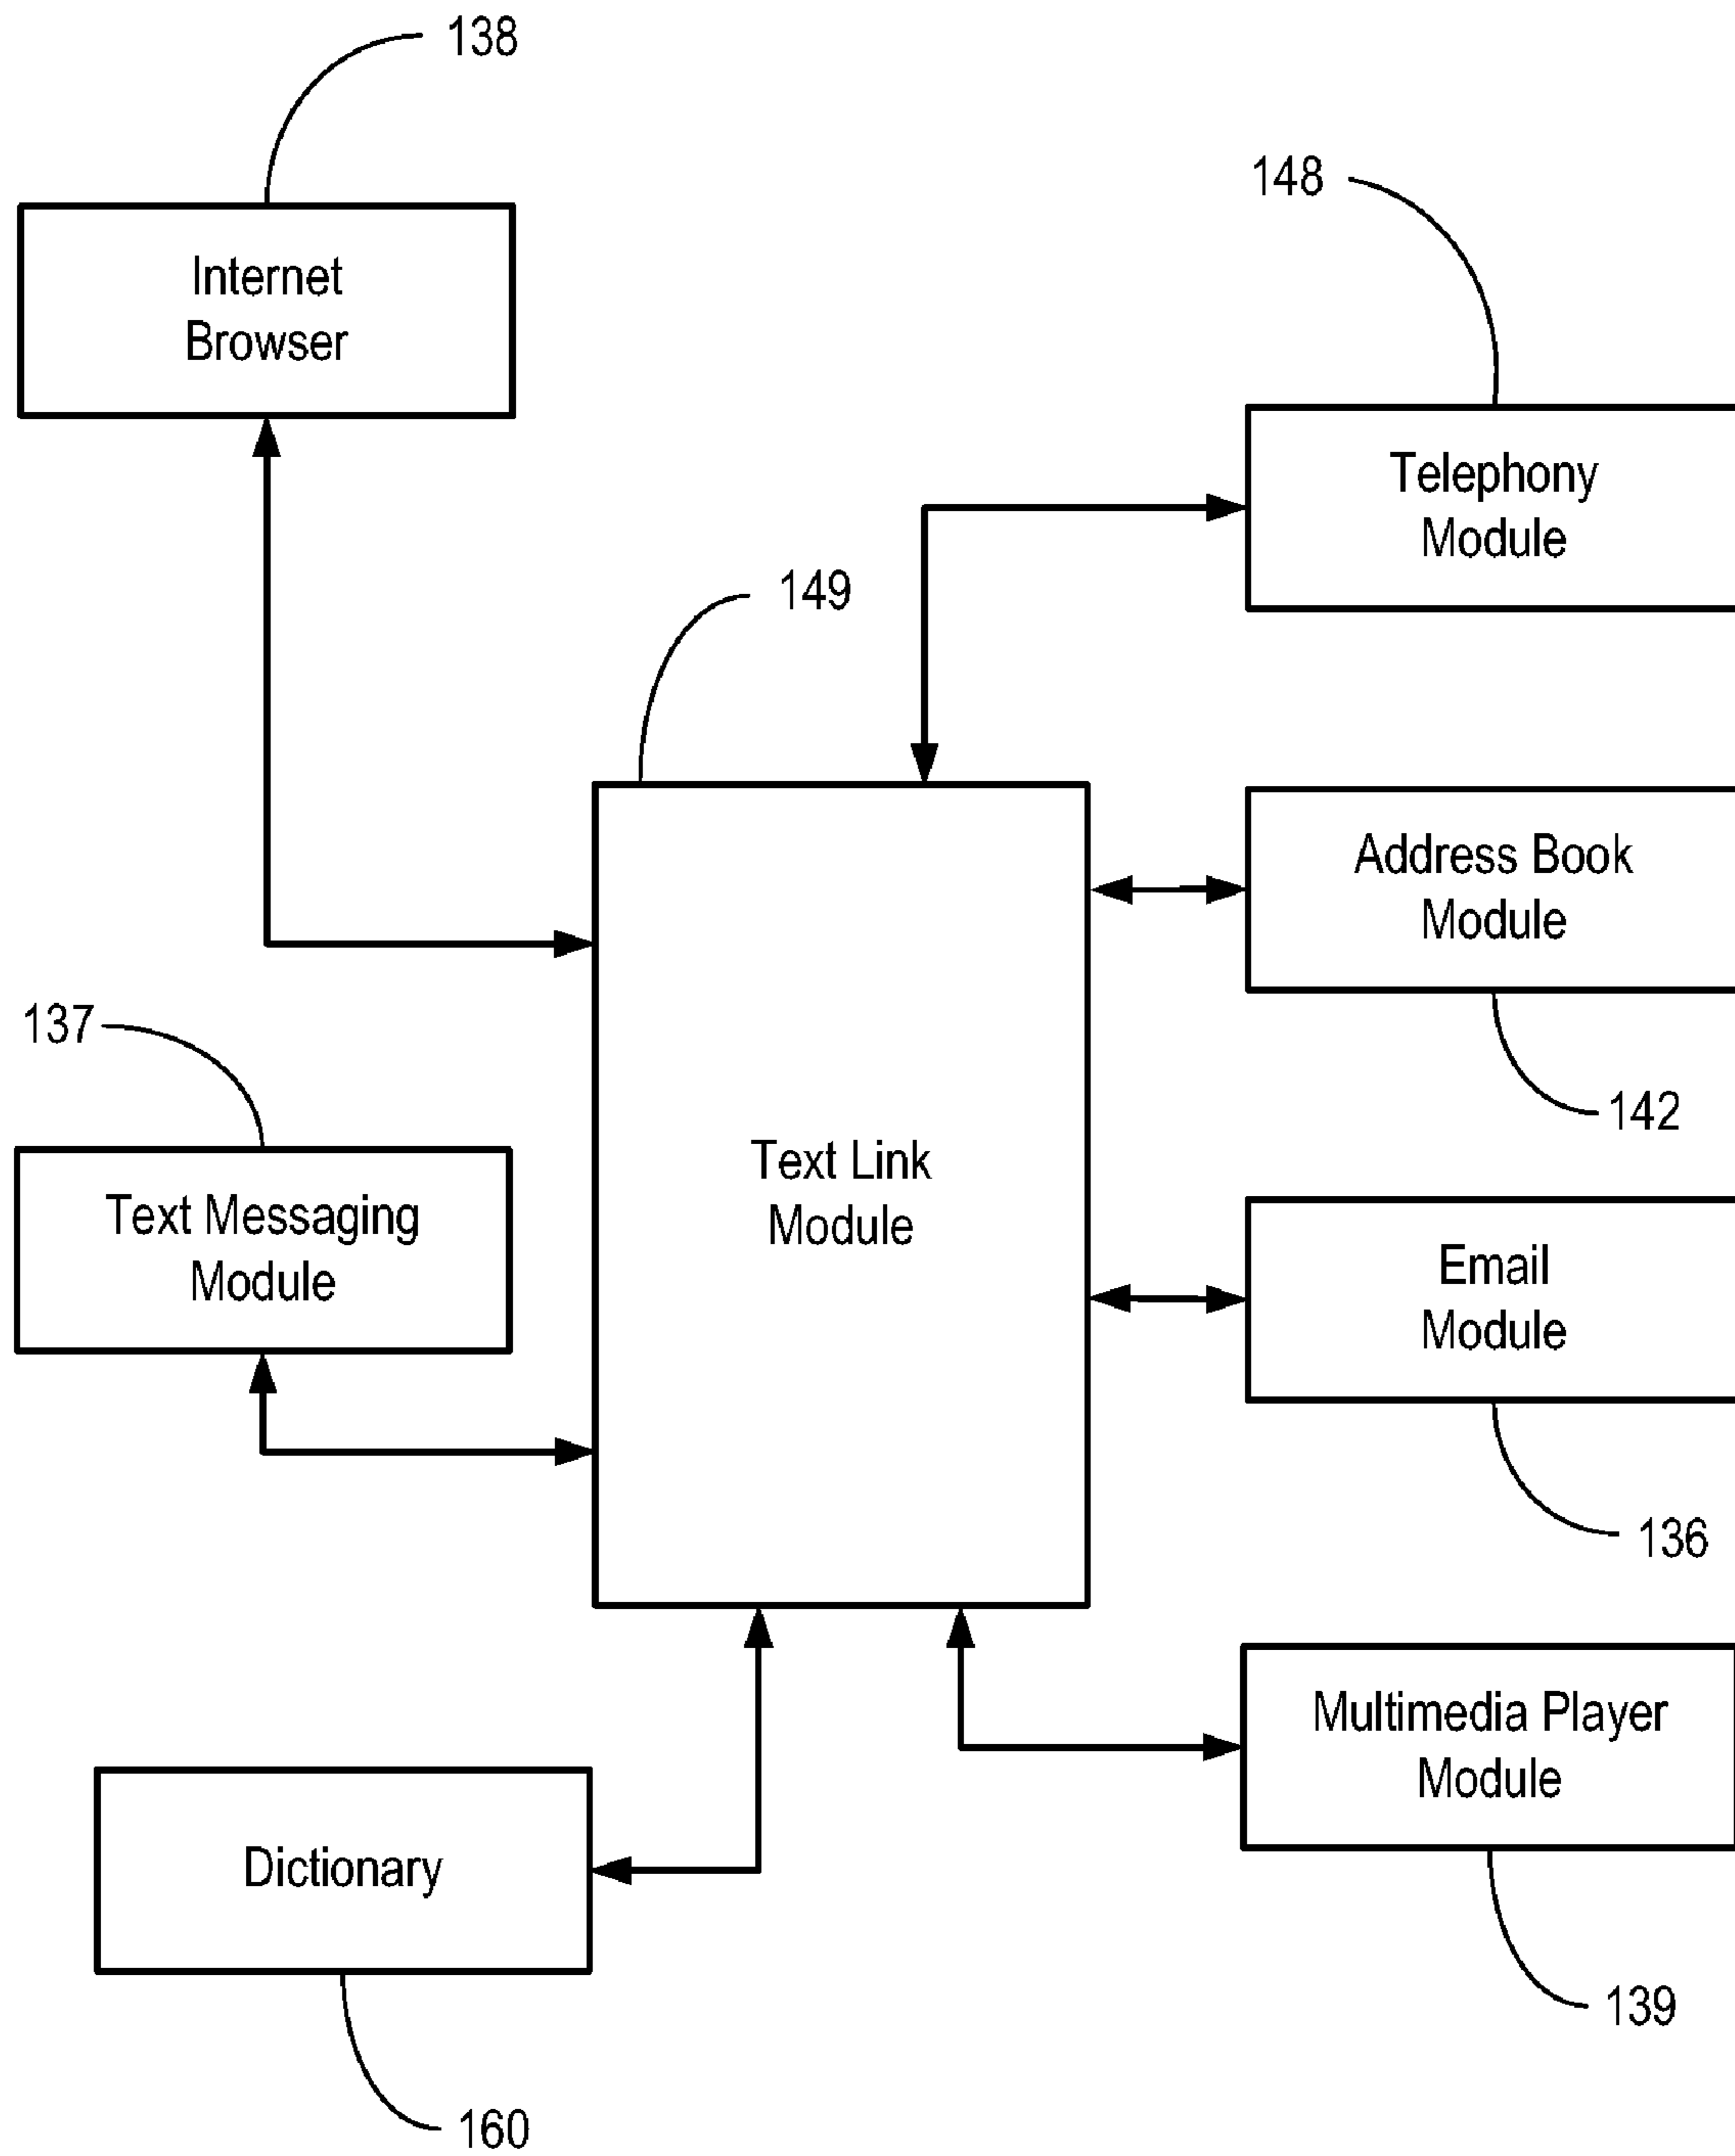 138
Internet
Browser
148
Telephony
Module
149
Address Book
Module
142
137
Text Messaging
Module
Text Link
Module
Email
Module
136
Multimedia Player
Module
139
Dictionary
160